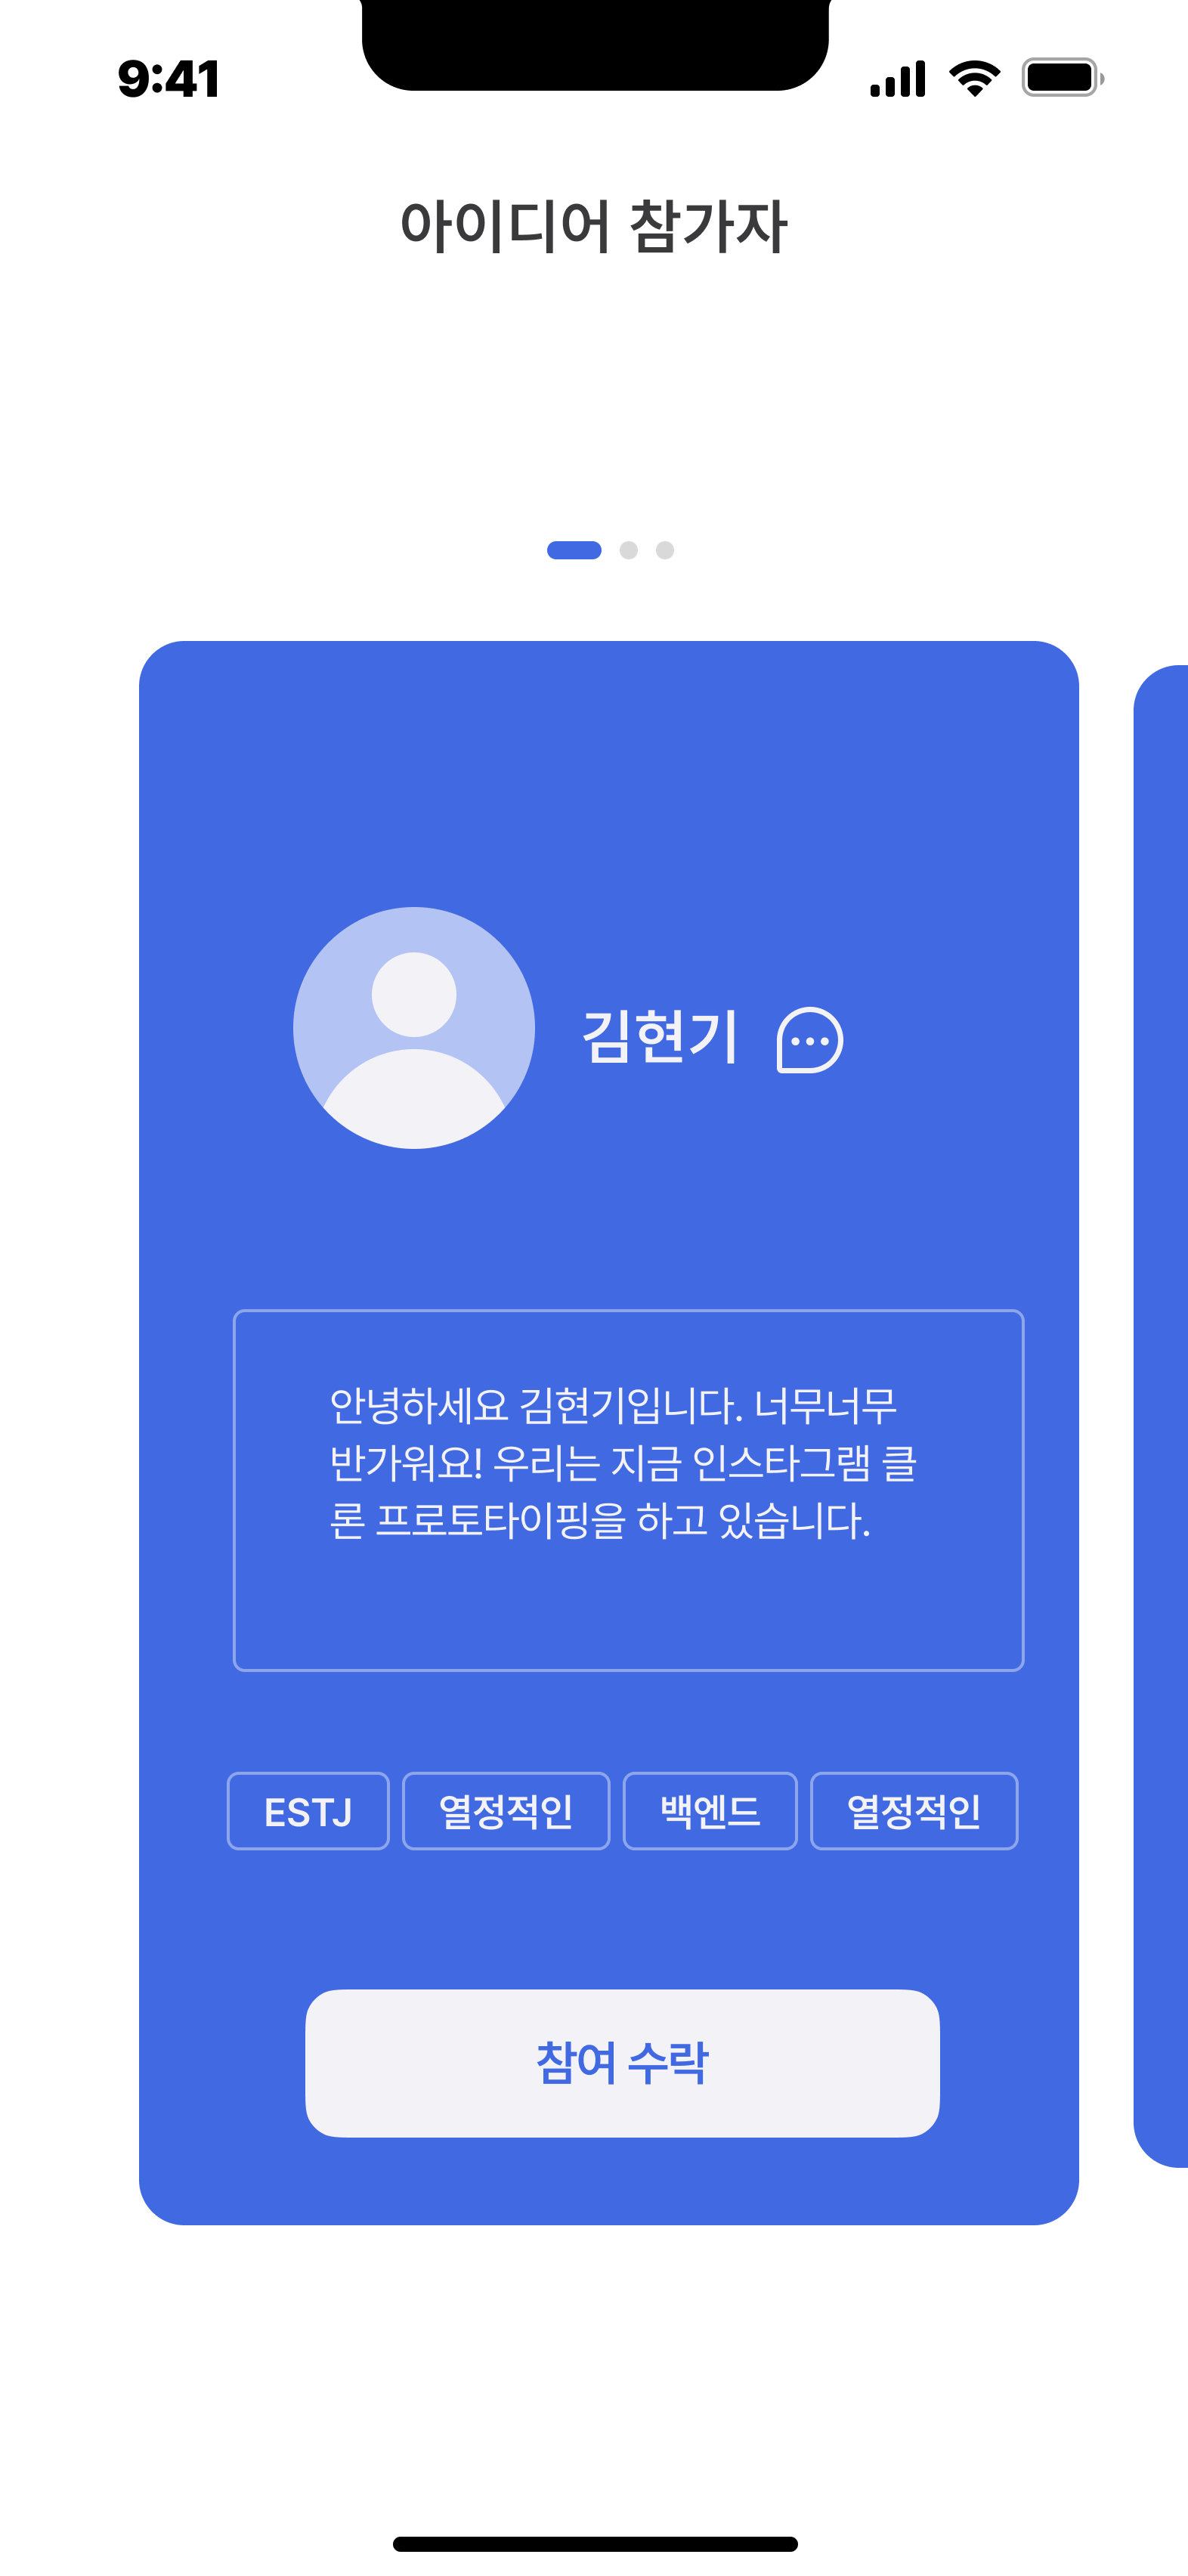 9:41
아이디어 참가자
김현기
안녕하세요 김현기입니다. 너무너무
반가워요! 우리는 지금 인스타그램 클
론 프로토타이핑을 하고 있습니다.
ESTJ 열정적인 백엔드 열정적인
참여 수락